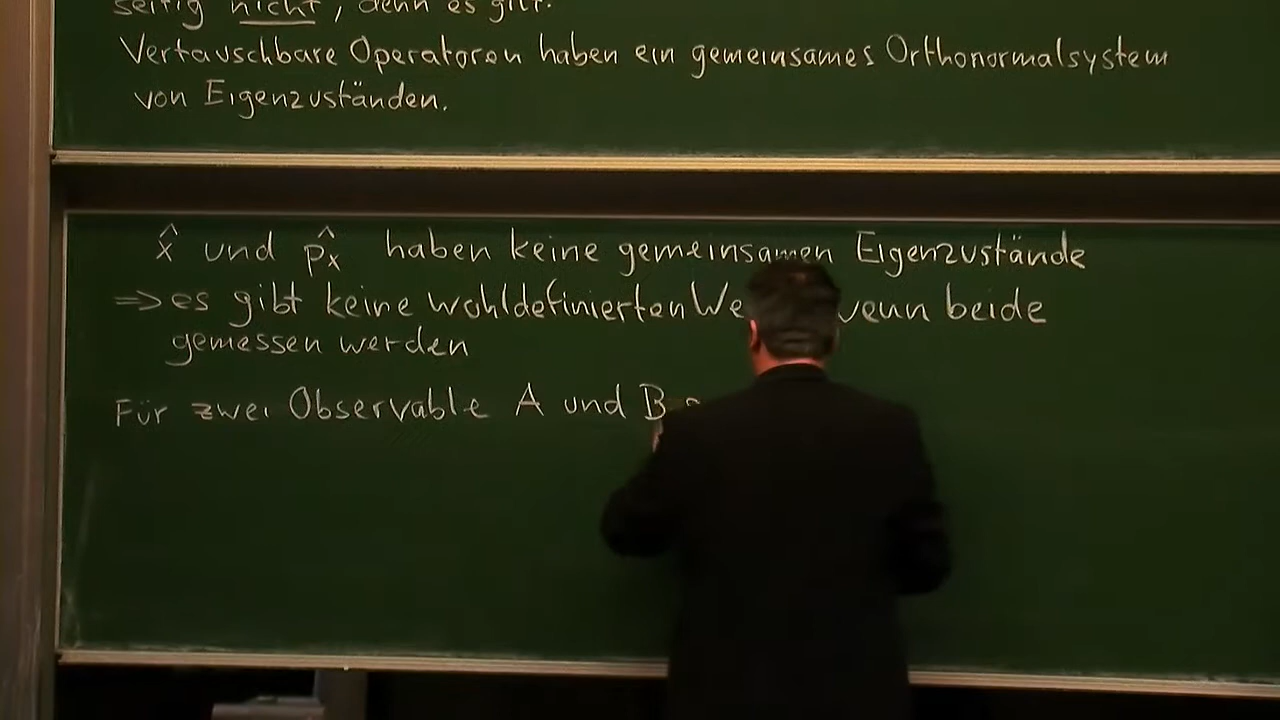 seitig nicht, denn es gilt:
Vertauschbare Operatoren haben ein gemeinsames Orthonormalsystem
von Eigenzuständen.
x̂ und p̂x haben keine gemeinsamen Eigenzustände
⇒ es gibt keine wohldefinierten We wenn beide
gemessen werden
Für zwei Observable A und B